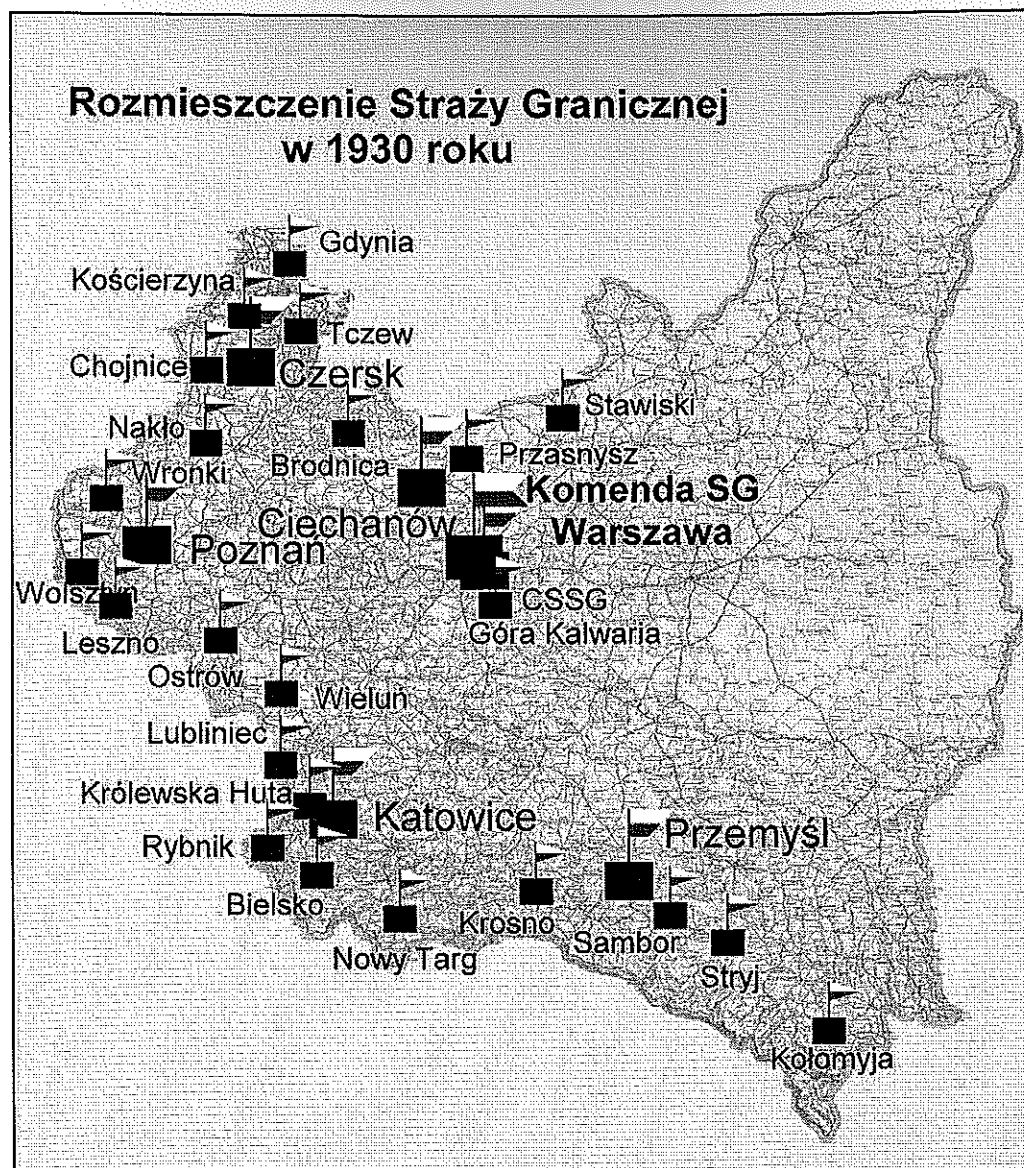 Rozmieszczenie Straży Granicznej
w 1930 roku
Gdynia
Kościerzyna
Tczew
Chojnice
Czersk
Stawiski
Nakło
Brodnica
Przasnysz
Wronki
Komenda SG
Warszawa
Ciechanów
Poznań
Wolsztyn
CSSG
Góra Kalwaria
Leszno
Ostrów
Wieluń
Lubliniec
Królewska Huta
Katowice
Przemyśl
Rybnik
Bielsko
Krosno
Sambor
Nowy Targ
Stryj
Kołomyja